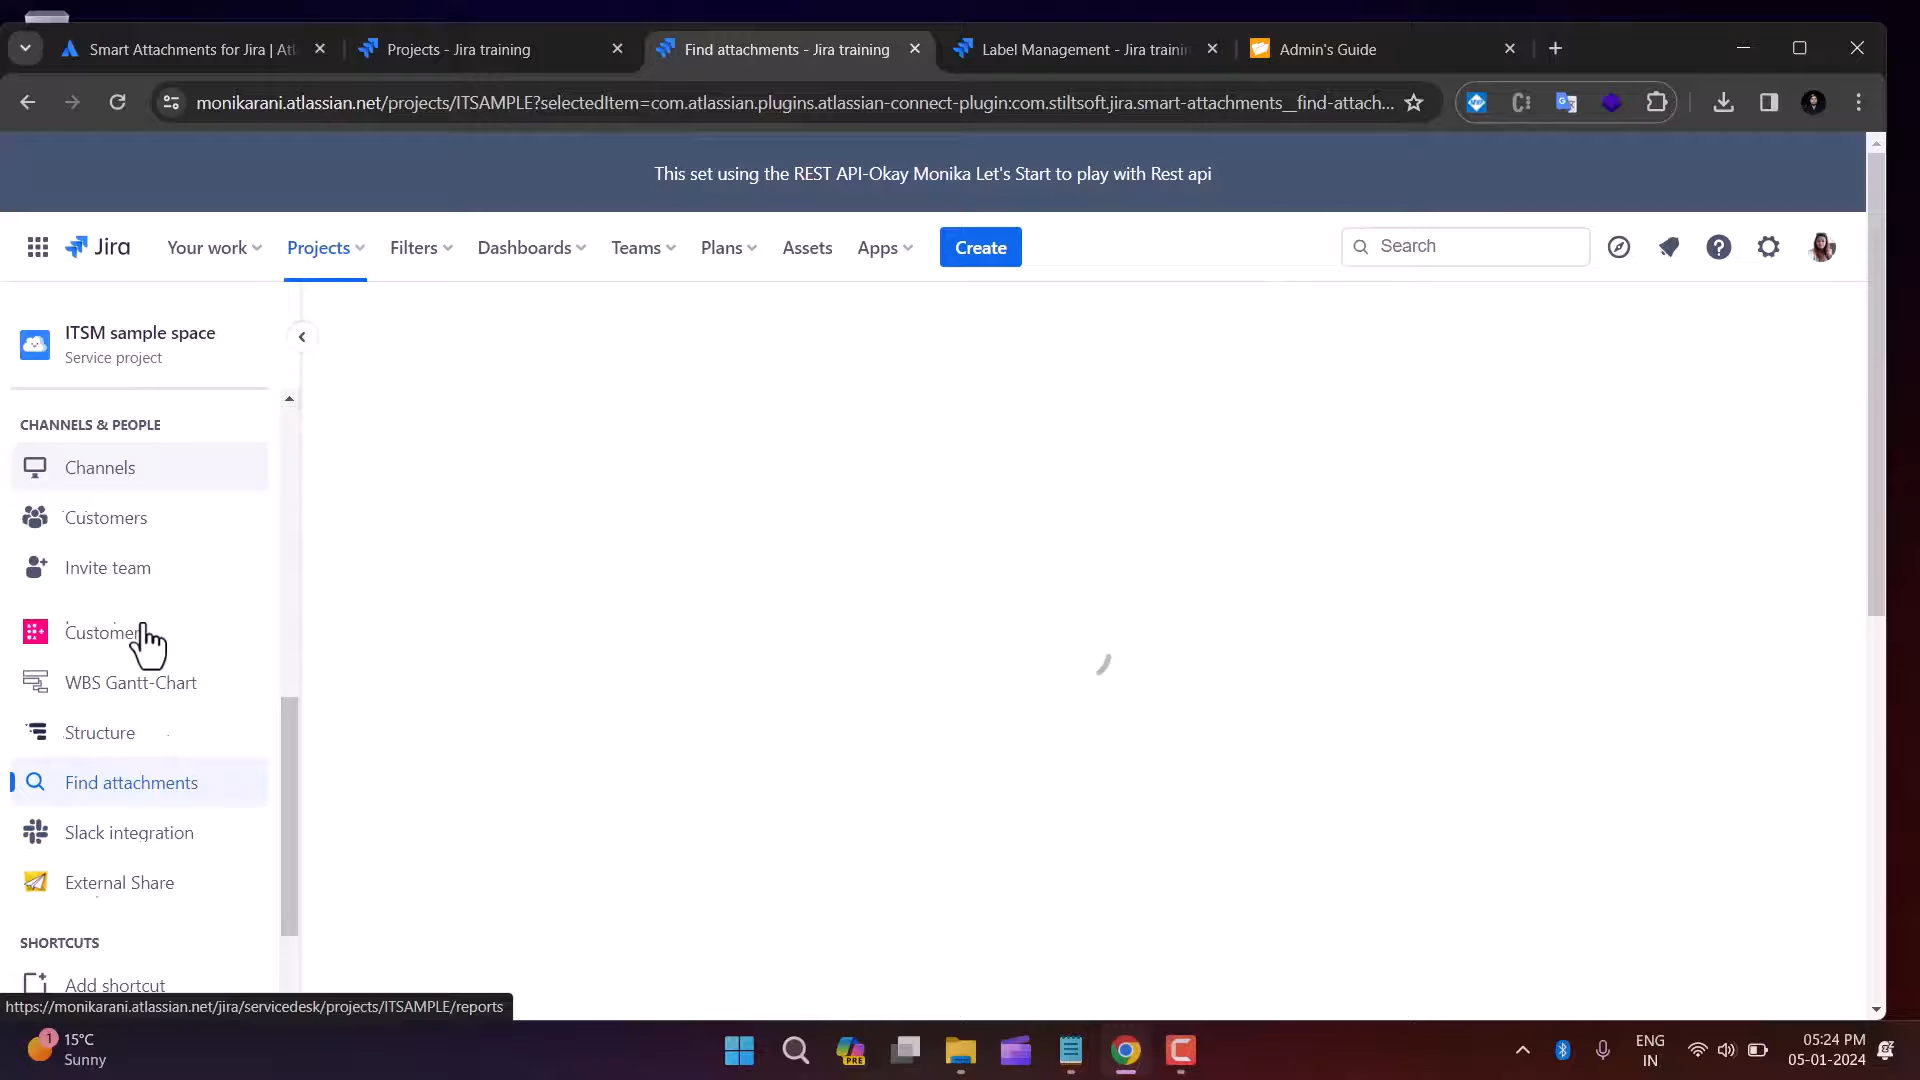 Smart Attachments for Jira | Atl
Projects - Jira training
Find attachments - Jira training
Label Management - Jira trainin
Admin's Guide
monikarani.atlassian.net/projects/ITSAMPLE?selectedItem=com.atlassian.plugins.atlassian-connect-plugin:com.stiltsoft.jira.smart-attachments__find-attach...
This set using the REST API-Okay Monika Let's Start to play with Rest api
Jira
Your work
Projects
Filters
Dashboards
Teams
Plans
Assets
Apps
Create
Search
ITSM sample space
Service project
CHANNELS & PEOPLE
Channels
Customers
Invite team
Customer
WBS Gantt-Chart
Structure
Find attachments
Slack integration
External Share
SHORTCUTS
Add shortcut
https://monikarani.atlassian.net/jira/servicedesk/projects/ITSAMPLE/reports
1
15°C
Sunny
PRE
ENG
IN
05:24 PM
05-01-2024